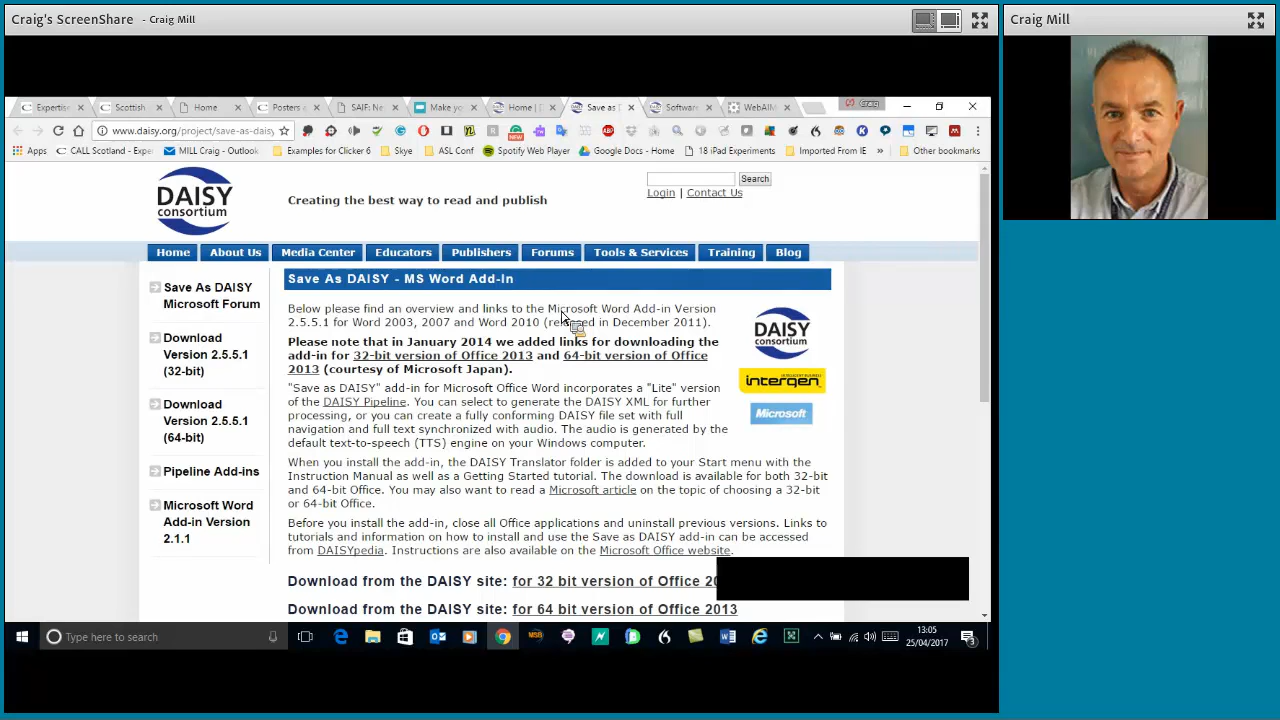 Craig's ScreenShare - Craig Mill
Craig Mill
Expertise
Scottish
Home
Posters a
SAIF: Ne
Make yo
Home | D
Save as D
Software
WebAIM
Craig
www.daisy.org/project/save-as-daisy
Apps
CALL Scotland - Exper
MILL Craig - Outlook
Examples for Clicker 6
Skye
ASL Conf
Spotify Web Player
Google Docs - Home
18 iPad Experiments
Imported From IE
»
Other bookmarks
DAISY
consortium
Creating the best way to read and publish
Search
Login | Contact Us
Home
About Us
Media Center
Educators
Publishers
Forums
Tools & Services
Training
Blog
Save As DAISY
Microsoft Forum
Download
Version 2.5.5.1
(32-bit)
Download
Version 2.5.5.1
(64-bit)
Pipeline Add-ins
Microsoft Word
Add-in Version
2.1.1
Save As DAISY - MS Word Add-In
Below please find an overview and links to the Microsoft Word Add-in Version
2.5.5.1 for Word 2003, 2007 and Word 2010 (released in December 2011).
Please note that in January 2014 we added links for downloading the
add-in for 32-bit version of Office 2013 and 64-bit version of Office
2013 (courtesy of Microsoft Japan).
"Save as DAISY" add-in for Microsoft Office Word incorporates a "Lite" version
of the DAISY Pipeline. You can select to generate the DAISY XML for further
processing, or you can create a fully conforming DAISY file set with full
navigation and full text synchronized with audio. The audio is generated by the
default text-to-speech (TTS) engine on your Windows computer.
When you install the add-in, the DAISY Translator folder is added to your Start menu with the
Instruction Manual as well as a Getting Started tutorial. The download is available for both 32-bit
and 64-bit Office. You may also want to read a Microsoft article on the topic of choosing a 32-bit
or 64-bit Office.
Before you install the add-in, close all Office applications and uninstall previous versions. Links to
tutorials and information on how to install and use the Save as DAISY add-in can be accessed
from DAISYpedia. Instructions are also available on the Microsoft Office website.
Download from the DAISY site: for 32 bit version of Office 20
Download from the DAISY site: for 64 bit version of Office 2013
DAISY
consortium
intergen
Microsoft
Type here to search
13:05
25/04/2017
3